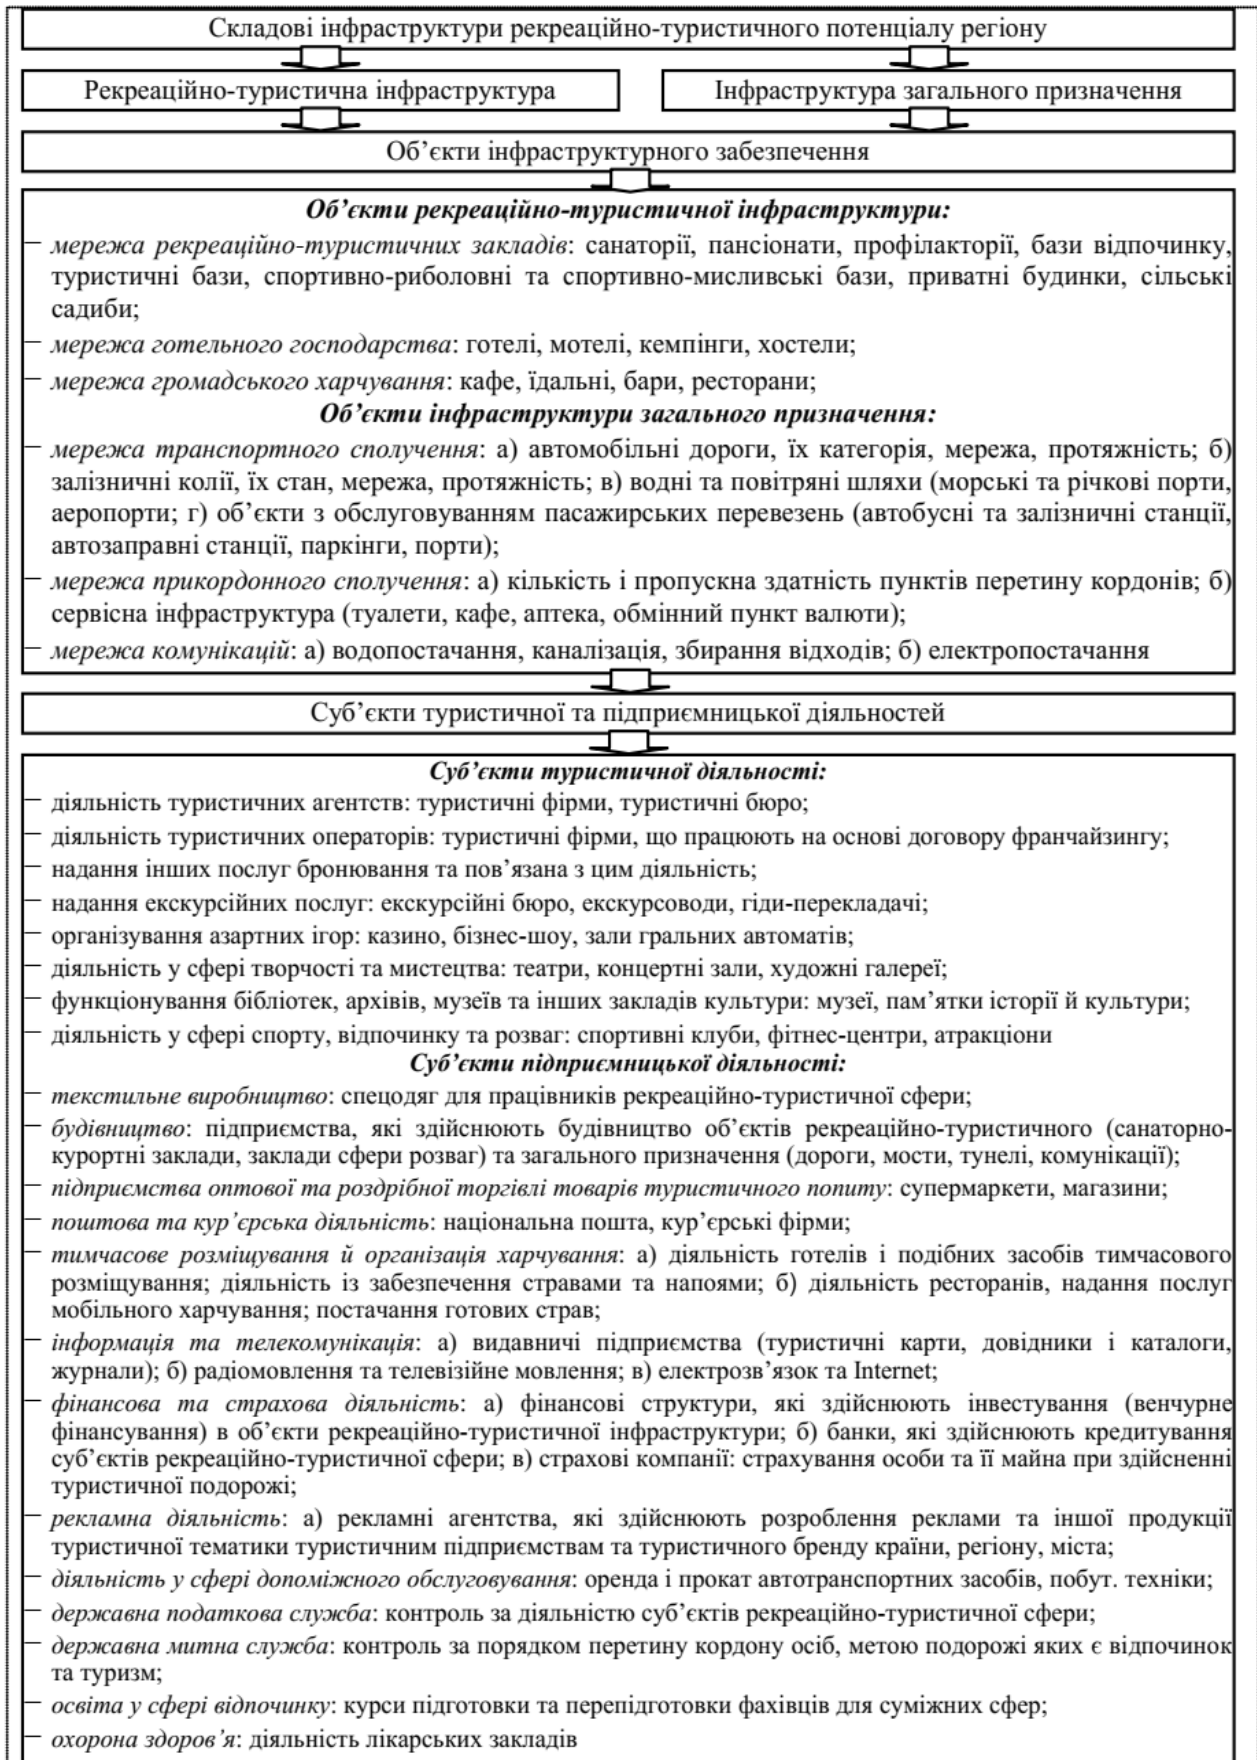 Складові інфраструктури рекреаційно-туристичного потенціалу регіону
Рекреаційно-туристична інфраструктура
Інфраструктура загального призначення
Об’єкти інфраструктурного забезпечення
Об’єкти рекреаційно-туристичної інфраструктури:
– мережа рекреаційно-туристичних закладів: санаторії, пансіонати, профілакторії, бази відпочинку,
туристичні бази, спортивно-риболовні та спортивно-мисливські бази, приватні будинки, сільські
садиби;
– мережа готельного господарства: готелі, мотелі, кемпінги, хостели;
– мережа громадського харчування: кафе, їдальні, бари, ресторани;
Об’єкти інфраструктури загального призначення:
– мережа транспортного сполучення: а) автомобільні дороги, їх категорія, мережа, протяжність; б)
залізничні колії, їх стан, мережа, протяжність; в) водні та повітряні шляхи (морські та річкові порти,
аеропорти; г) об’єкти з обслуговуванням пасажирських перевезень (автобусні та залізничні станції,
автозаправні станції, паркінги, порти);
– мережа прикордонного сполучення: а) кількість і пропускна здатність пунктів перетину кордонів; б)
сервісна інфраструктура (туалети, кафе, аптека, обмінний пункт валюти);
– мережа комунікацій: а) водопостачання, каналізація, збирання відходів; б) електропостачання
Суб’єкти туристичної та підприємницької діяльностей
Суб’єкти туристичної діяльності:
– діяльність туристичних агентств: туристичні фірми, туристичні бюро;
– діяльність туристичних операторів: туристичні фірми, що працюють на основі договору франчайзингу;
– надання інших послуг бронювання та пов’язана з цим діяльність;
– надання екскурсійних послуг: екскурсійні бюро, екскурсоводи, гіди-перекладачі;
– організування азартних ігор: казино, бізнес-шоу, зали гральних автоматів;
– діяльність у сфері творчості та мистецтва: театри, концертні зали, художні галереї;
– функціонування бібліотек, архівів, музеїв та інших закладів культури: музеї, пам’ятки історії й культури;
– діяльність у сфері спорту, відпочинку та розваг: спортивні клуби, фітнес-центри, атракціони
Суб’єкти підприємницької діяльності:
– текстильне виробництво: спецодяг для працівників рекреаційно-туристичної сфери;
– будівництво: підприємства, які здійснюють будівництво об’єктів рекреаційно-туристичного (санаторно-
курортні заклади, заклади сфери розваг) та загального призначення (дороги, мости, тунелі, комунікації);
– підприємства оптової та роздрібної торгівлі товарів туристичного попиту: супермаркети, магазини;
– поштова та кур’єрська діяльність: національна пошта, кур’єрські фірми;
– тимчасове розміщування й організація харчування: а) діяльність готелів і подібних засобів тимчасового
розміщування; діяльність із забезпечення стравами та напоями; б) діяльність ресторанів, надання послуг
мобільного харчування; постачання готових страв;
– інформація та телекомунікація: а) видавничі підприємства (туристичні карти, довідники і каталоги,
журнали); б) радіомовлення та телевізійне мовлення; в) електрозв’язок та Internet;
– фінансова та страхова діяльність: а) фінансові структури, які здійснюють інвестування (венчурне
фінансування) в об’єкти рекреаційно-туристичної інфраструктури; б) банки, які здійснюють кредитування
суб’єктів рекреаційно-туристичної сфери; в) страхові компанії: страхування особи та її майна при здійсненні
туристичної подорожі;
– рекламна діяльність: а) рекламні агентства, які здійснюють розроблення реклами та іншої продукції
туристичної тематики туристичним підприємствам та туристичного бренду країни, регіону, міста;
– діяльність у сфері допоміжного обслуговування: оренда і прокат автотранспортних засобів, побут. техніки;
– державна податкова служба: контроль за діяльністю суб’єктів рекреаційно-туристичної сфери;
– державна митна служба: контроль за порядком перетину кордону осіб, метою подорожі яких є відпочинок
та туризм;
– освіта у сфері відпочинку: курси підготовки та перепідготовки фахівців для суміжних сфер;
– охорона здоров’я: діяльність лікарських закладів